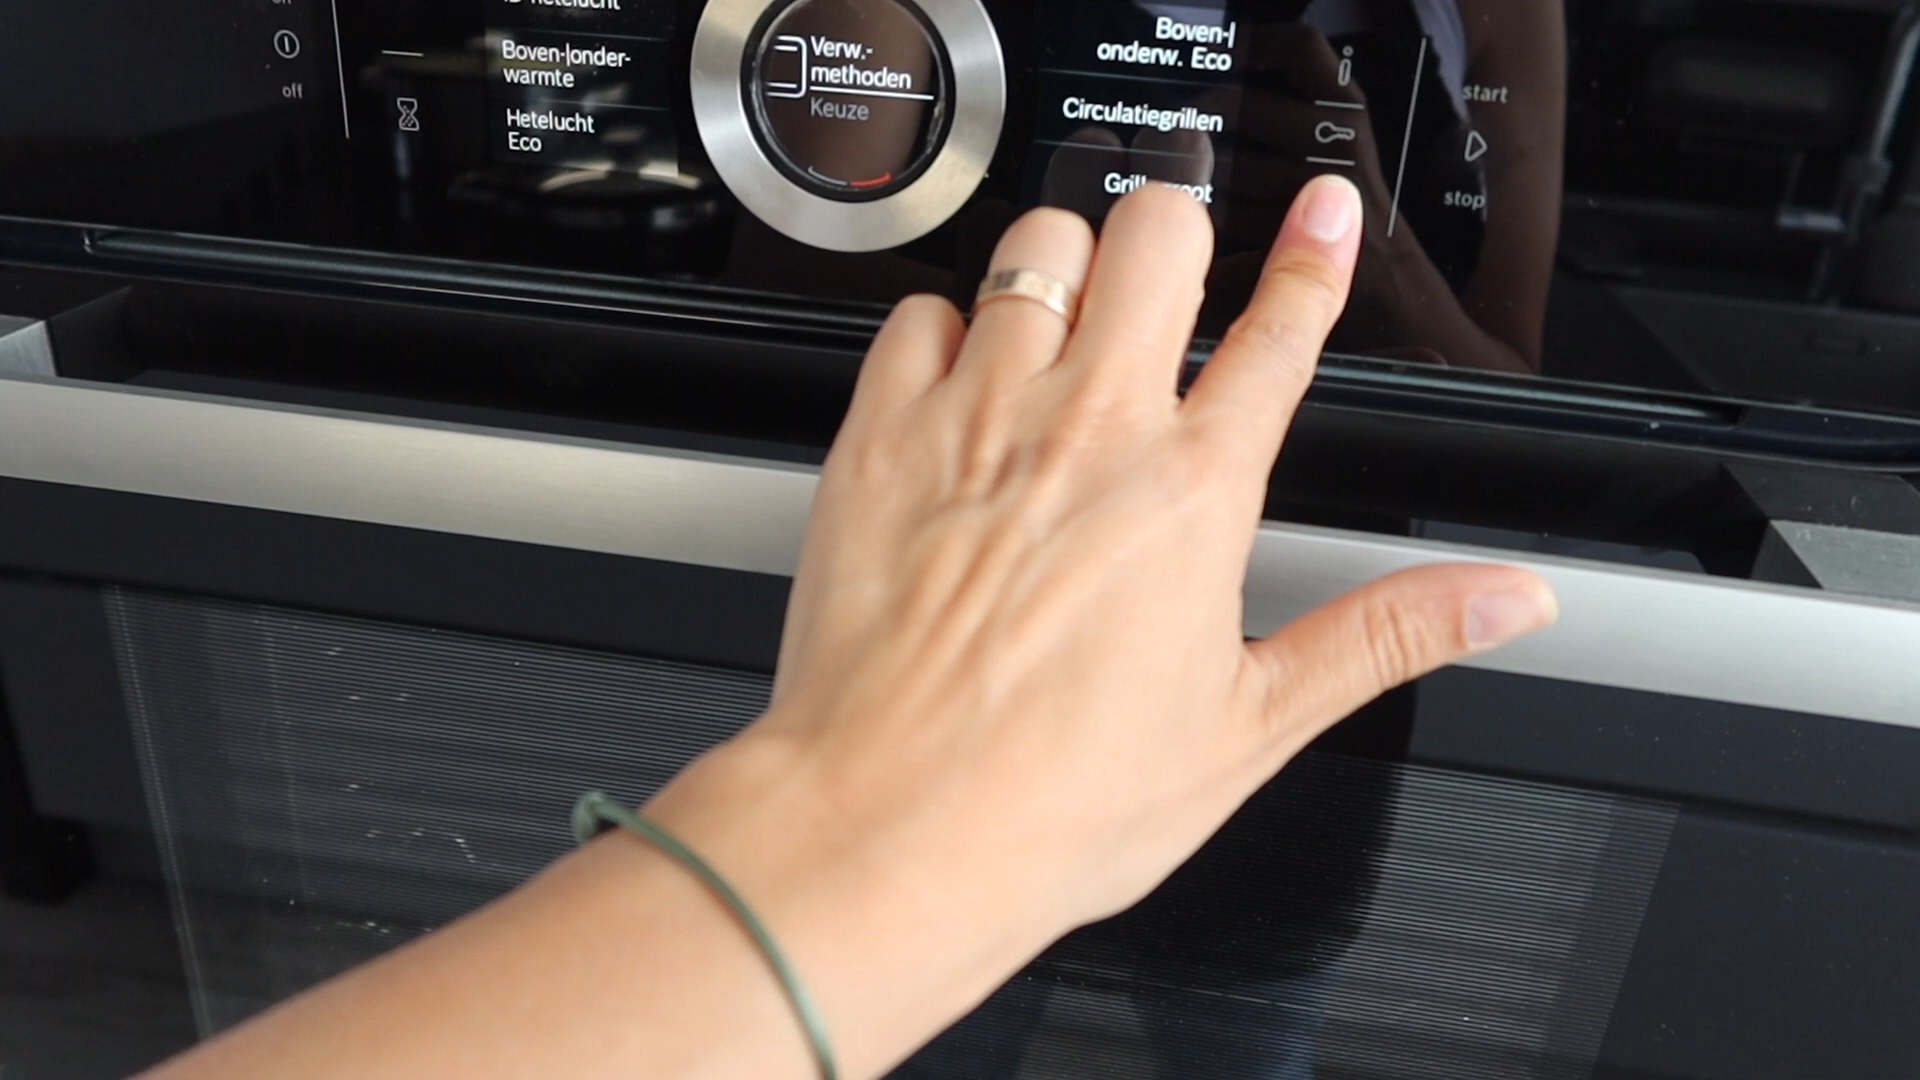 off
Boven-|onder-
warmte
Hetelucht
Eco
Verw.-
methoden
Keuze
Boven-|
onderw. Eco
Circulatiegrillen
start
stop